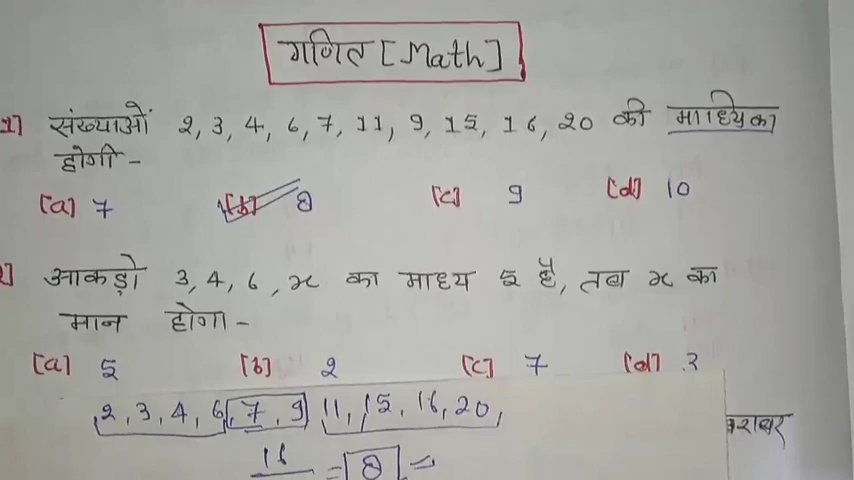 गणित [Math]
1] संख्याओं 2, 3, 4, 6, 7, 11, 9, 15, 16, 20 की माध्यिका
होगी -
[a] 7 [b] 8 [c] 9 [d] 10
2] आकड़ो 3, 4, 6, x का माध्य 5 है, तब x का
मान होगा -
[a] 5 [b] 2 [c] 7 [d] 3
2, 3, 4, 6, 7, 9, 11, 15, 16, 20,
बराबर
16 = 8 =